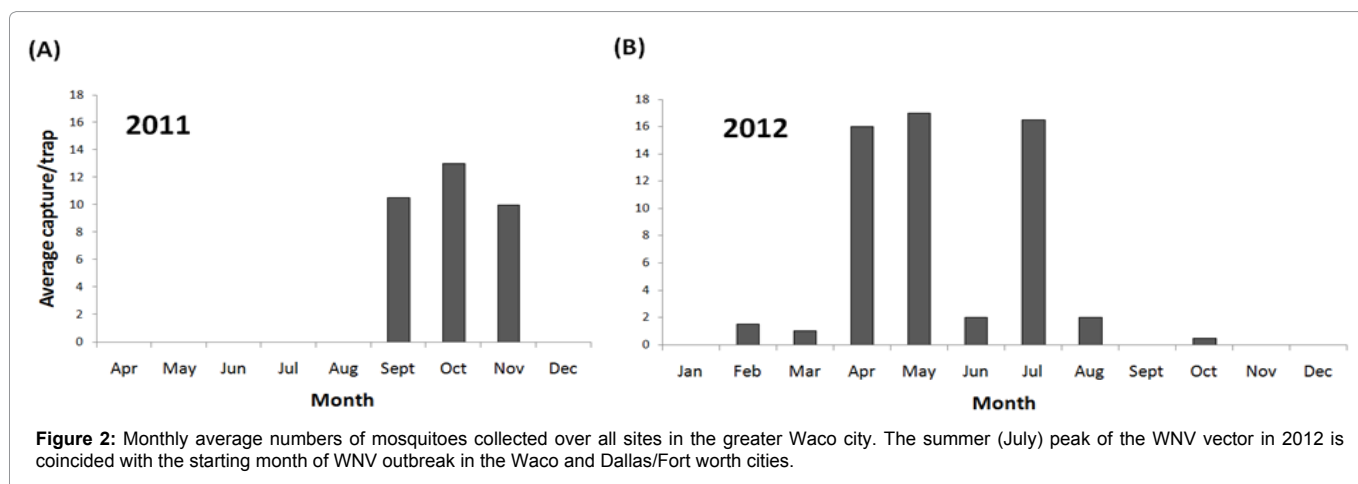 (A)
2011
Average capture/trap
18
16
14
12
10
8
6
4
2
0
Apr May Jun Jul Aug Sept Oct Nov Dec
Month
(B)
2012
18
16
14
12
10
8
6
4
2
0
Jan Feb Mar Apr May Jun Jul Aug Sept Oct Nov Dec
Month
Figure 2: Monthly average numbers of mosquitoes collected over all sites in the greater Waco city. The summer (July) peak of the WNV vector in 2012 is
coincided with the starting month of WNV outbreak in the Waco and Dallas/Fort worth cities.